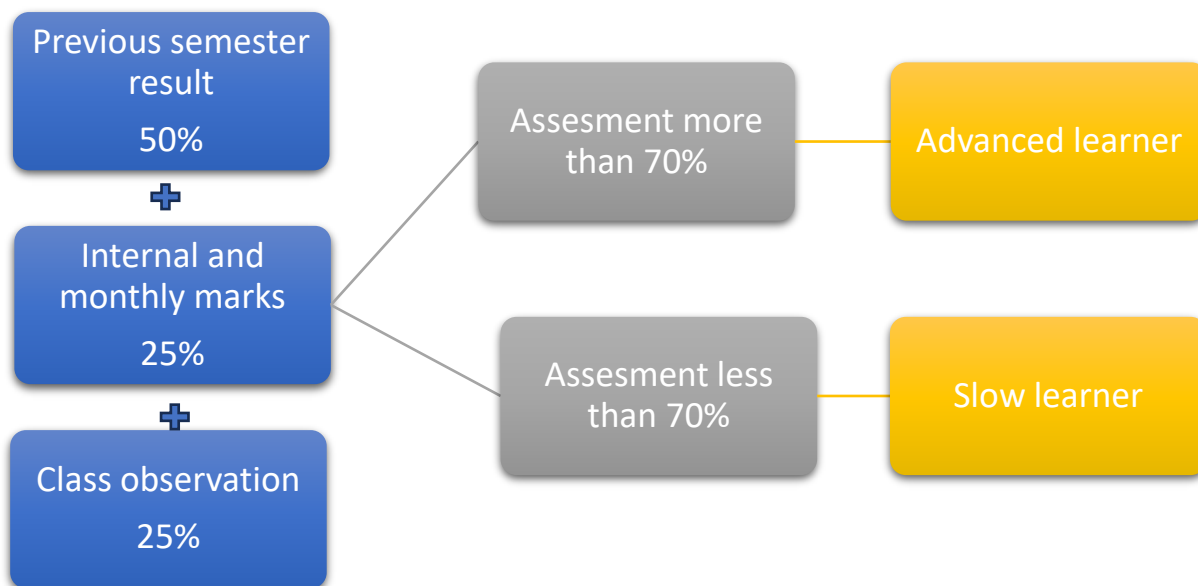 Previous semester
result
50%
Internal and
monthly marks
25%
Class observation
25%
Assesment more
than 70%
Assesment less
than 70%
Advanced learner
Slow learner